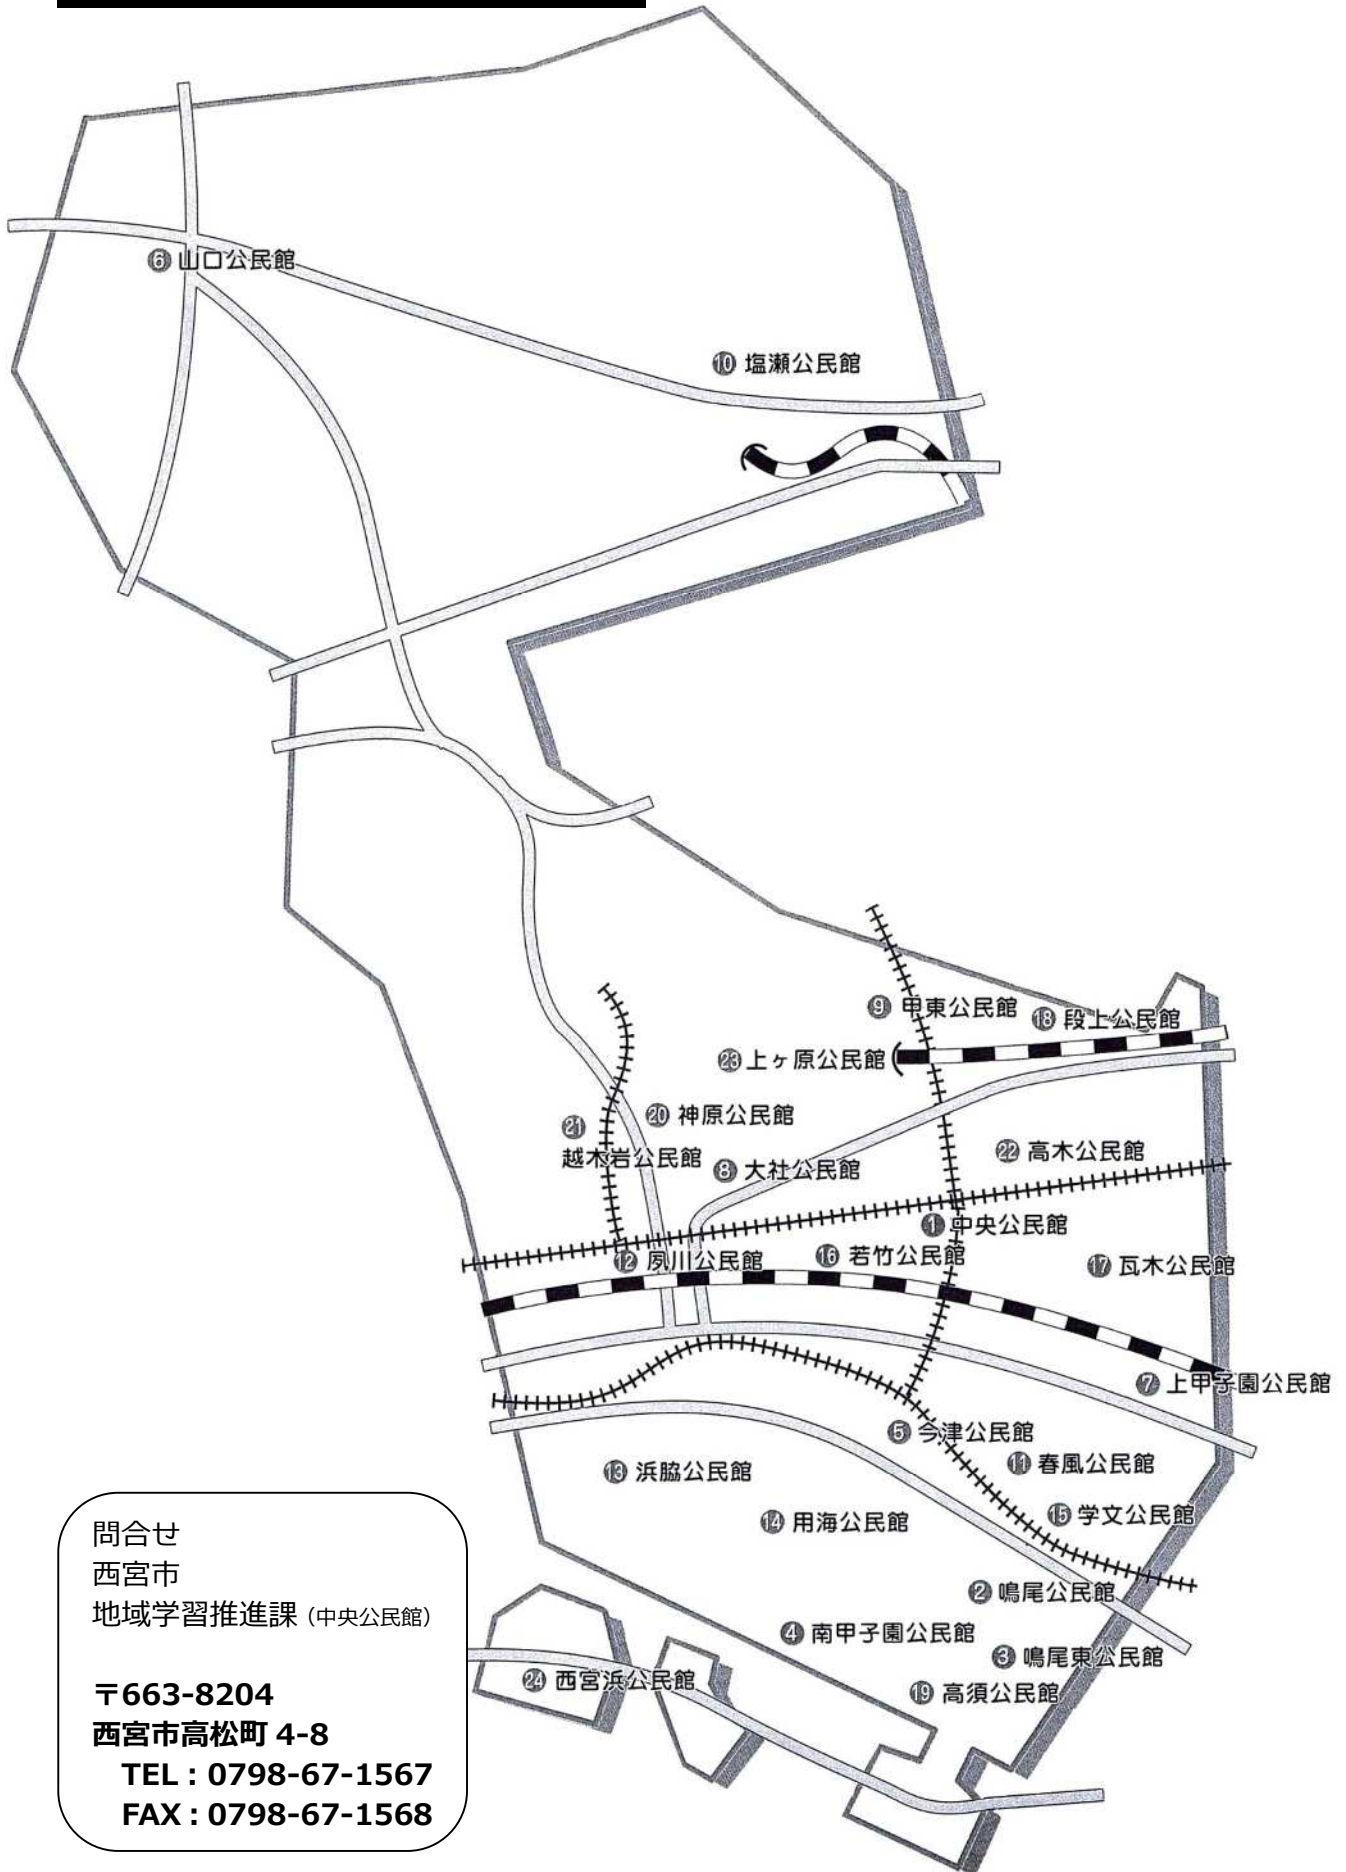 ⑥ 山口公民館
⑩ 塩瀬公民館
⑨ 甲東公民館
⑱ 段上公民館
㉓ 上ヶ原公民館
⑳ 神原公民館
㉑
越木岩公民館
⑧ 大社公民館
㉒ 高木公民館
① 中央公民館
⑫ 夙川公民館
⑯ 若竹公民館
⑰ 瓦木公民館
⑦ 上甲子園公民館
⑤ 今津公民館
⑪ 春風公民館
⑬ 浜脇公民館
⑭ 用海公民館
⑮ 学文公民館
② 鳴尾公民館
④ 南甲子園公民館
③ 鳴尾東公民館
㉔ 西宮浜公民館
⑲ 高須公民館
問合せ
西宮市
地域学習推進課（中央公民館）
〒663-8204
西宮市高松町 4-8
TEL：0798-67-1567
FAX：0798-67-1568